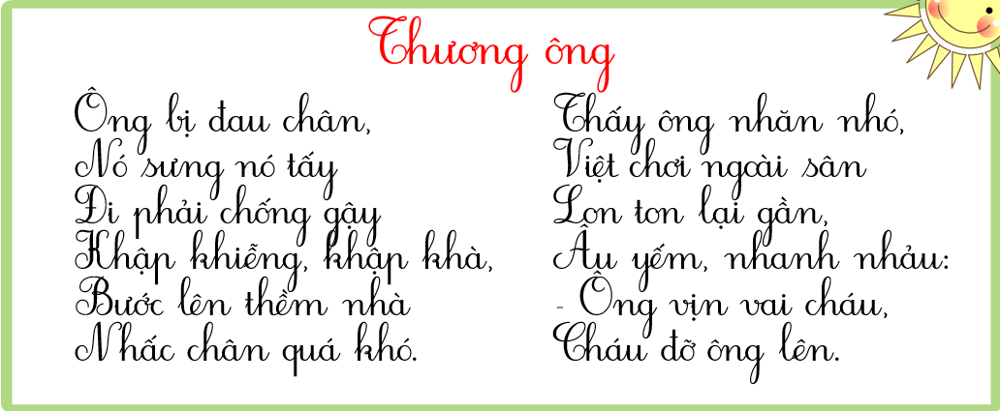 Thương ông
Ông bị đau chân,
Nó sưng nó tấy
Đi phải chống gậy
Khập khiễng, khập khà,
Bước lên thềm nhà
Nhấc chân quá khó.
Thấy ông nhăn nhó,
Việt chơi ngoài sân
Lon ton lại gần,
Âu yếm, nhanh nhảu:
- Ông vịn vai cháu,
Cháu đỡ ông lên.